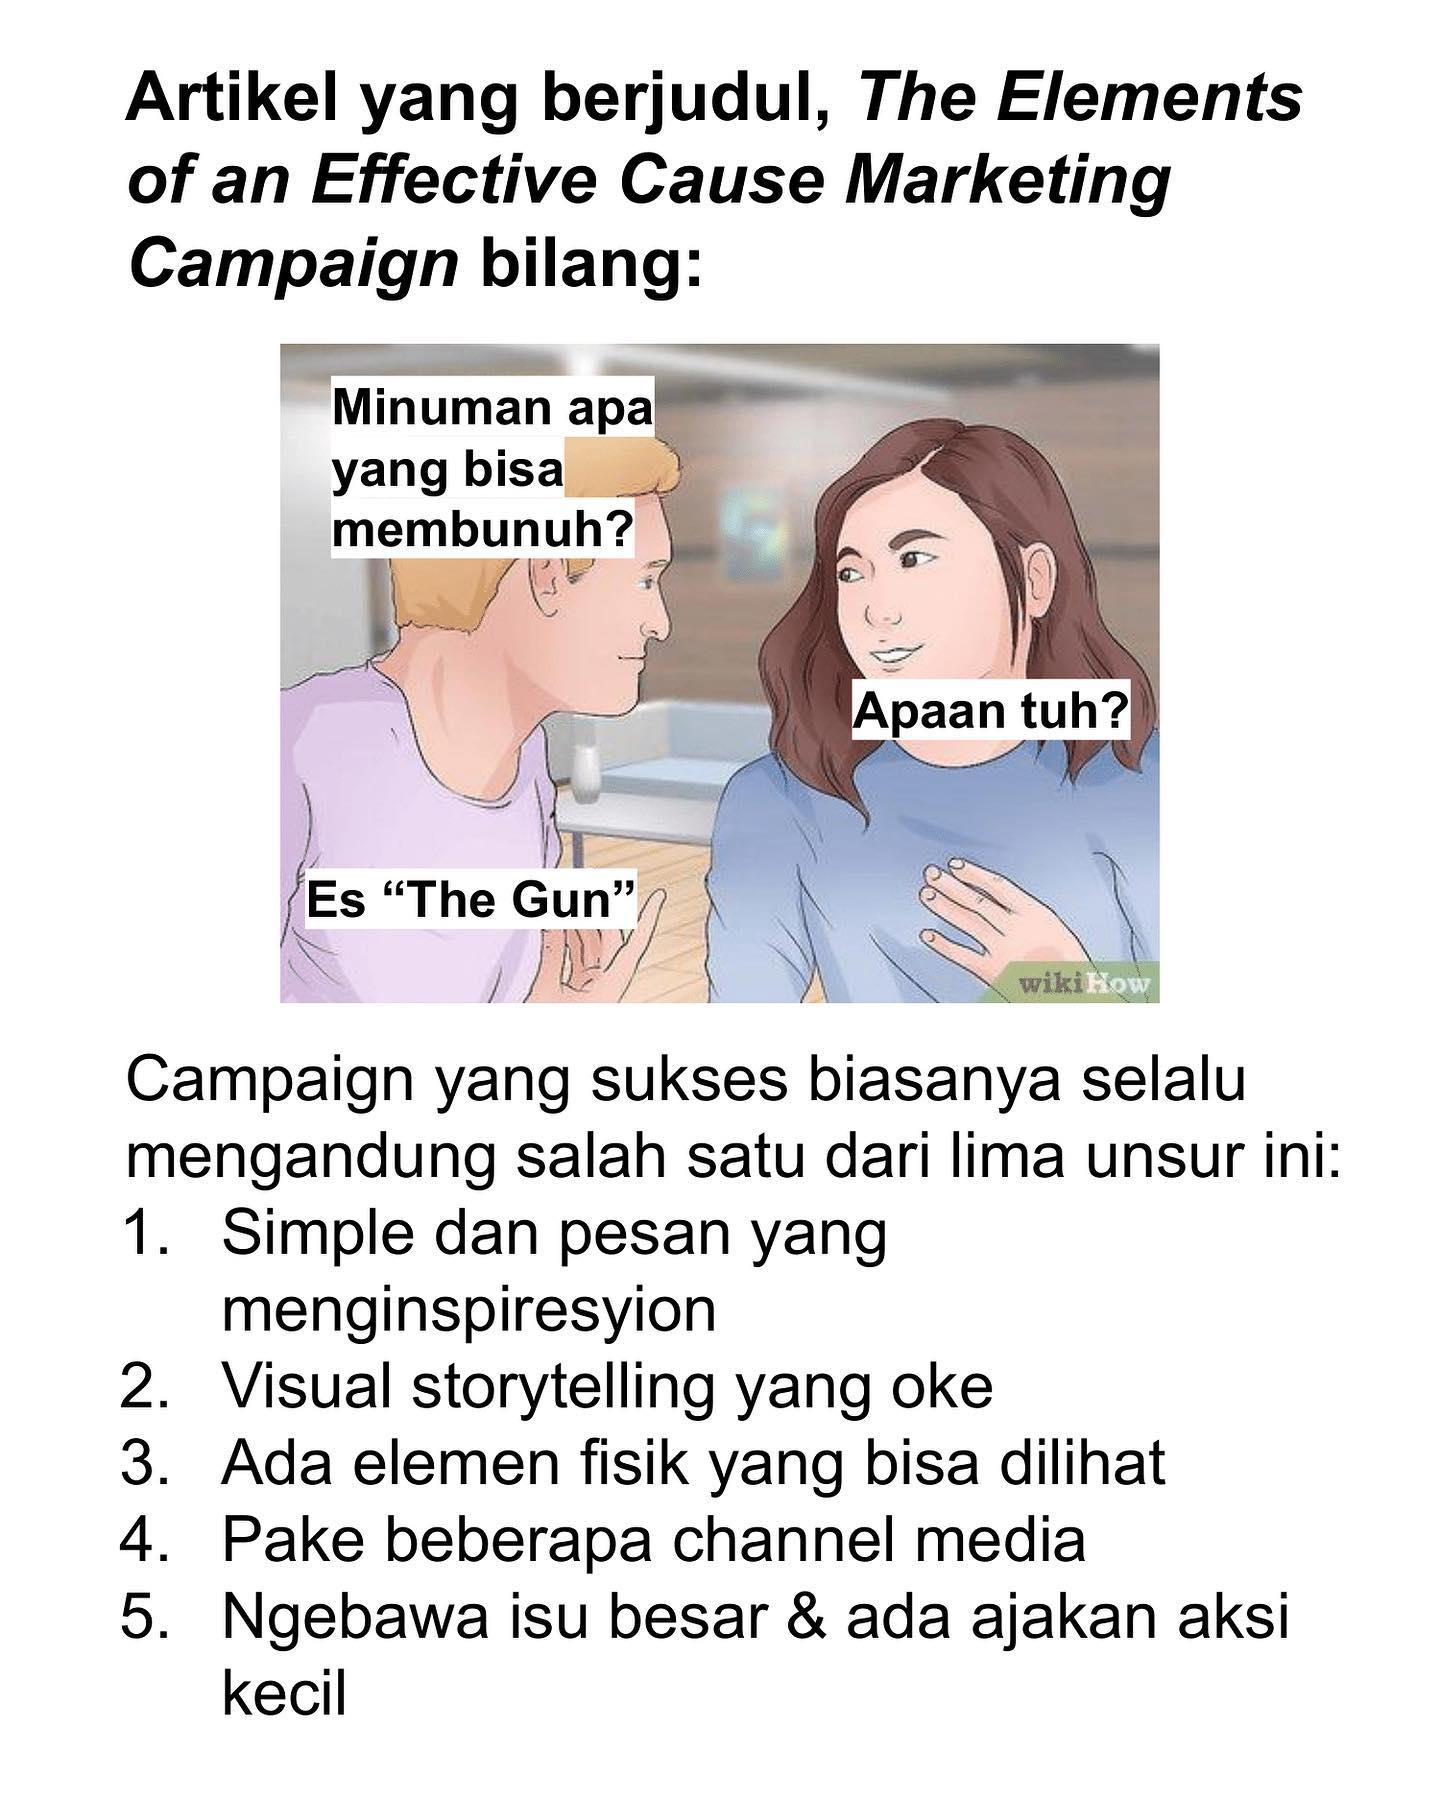 Artikel yang berjudul, The Elements
of an Effective Cause Marketing
Campaign bilang:
Minuman apa
yang bisa
membunuh?
Apaan tuh?
Es “The Gun”
wikiHow
Campaign yang sukses biasanya selalu
mengandung salah satu dari lima unsur ini:
1. Simple dan pesan yang
menginspiresyion
2. Visual storytelling yang oke
3. Ada elemen fisik yang bisa dilihat
4. Pake beberapa channel media
5. Ngebawa isu besar & ada ajakan aksi
kecil